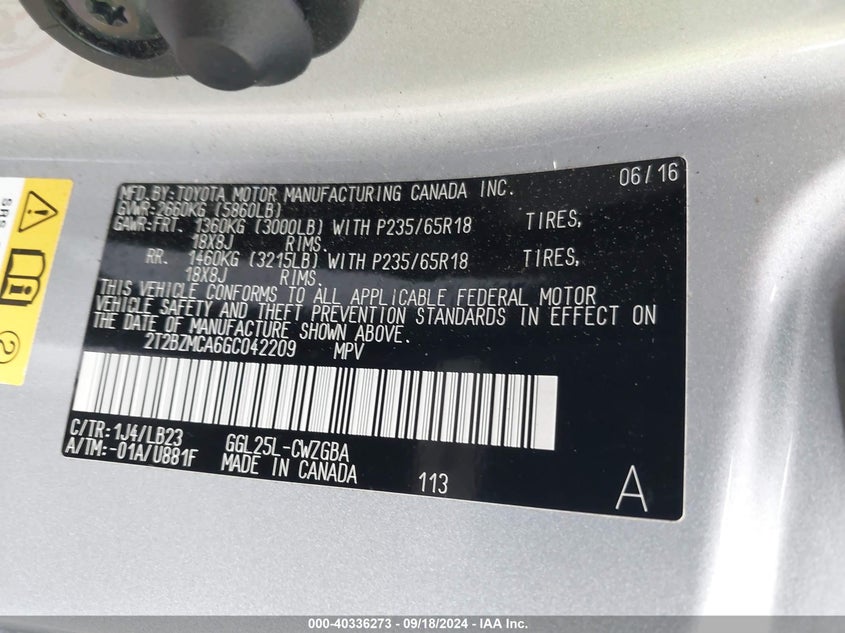 MFD.BY:TOYOTA MOTOR MANUFACTURING CANADA INC. 06/16
GVWR:2660KG (5860LB)
GAWR:FRT. 1360KG (3000LB) WITH P235/65R18 TIRES,
18X8J RIMS.
RR. 1460KG (3215LB) WITH P235/65R18 TIRES,
18X8J RIMS.
THIS VEHICLE CONFORMS TO ALL APPLICABLE FEDERAL MOTOR
VEHICLE SAFETY AND THEFT PREVENTION STANDARDS IN EFFECT ON
THE DATE OF MANUFACTURE SHOWN ABOVE.
2T2BZMCA6GC042209 MPV
C/TR:1J4/LB23 GGL25L-CWZGBA
A/TM:-01A/U881F MADE IN CANADA
113 A
SRS
2
000-40336273 - 09/18/2024 - IAA Inc.